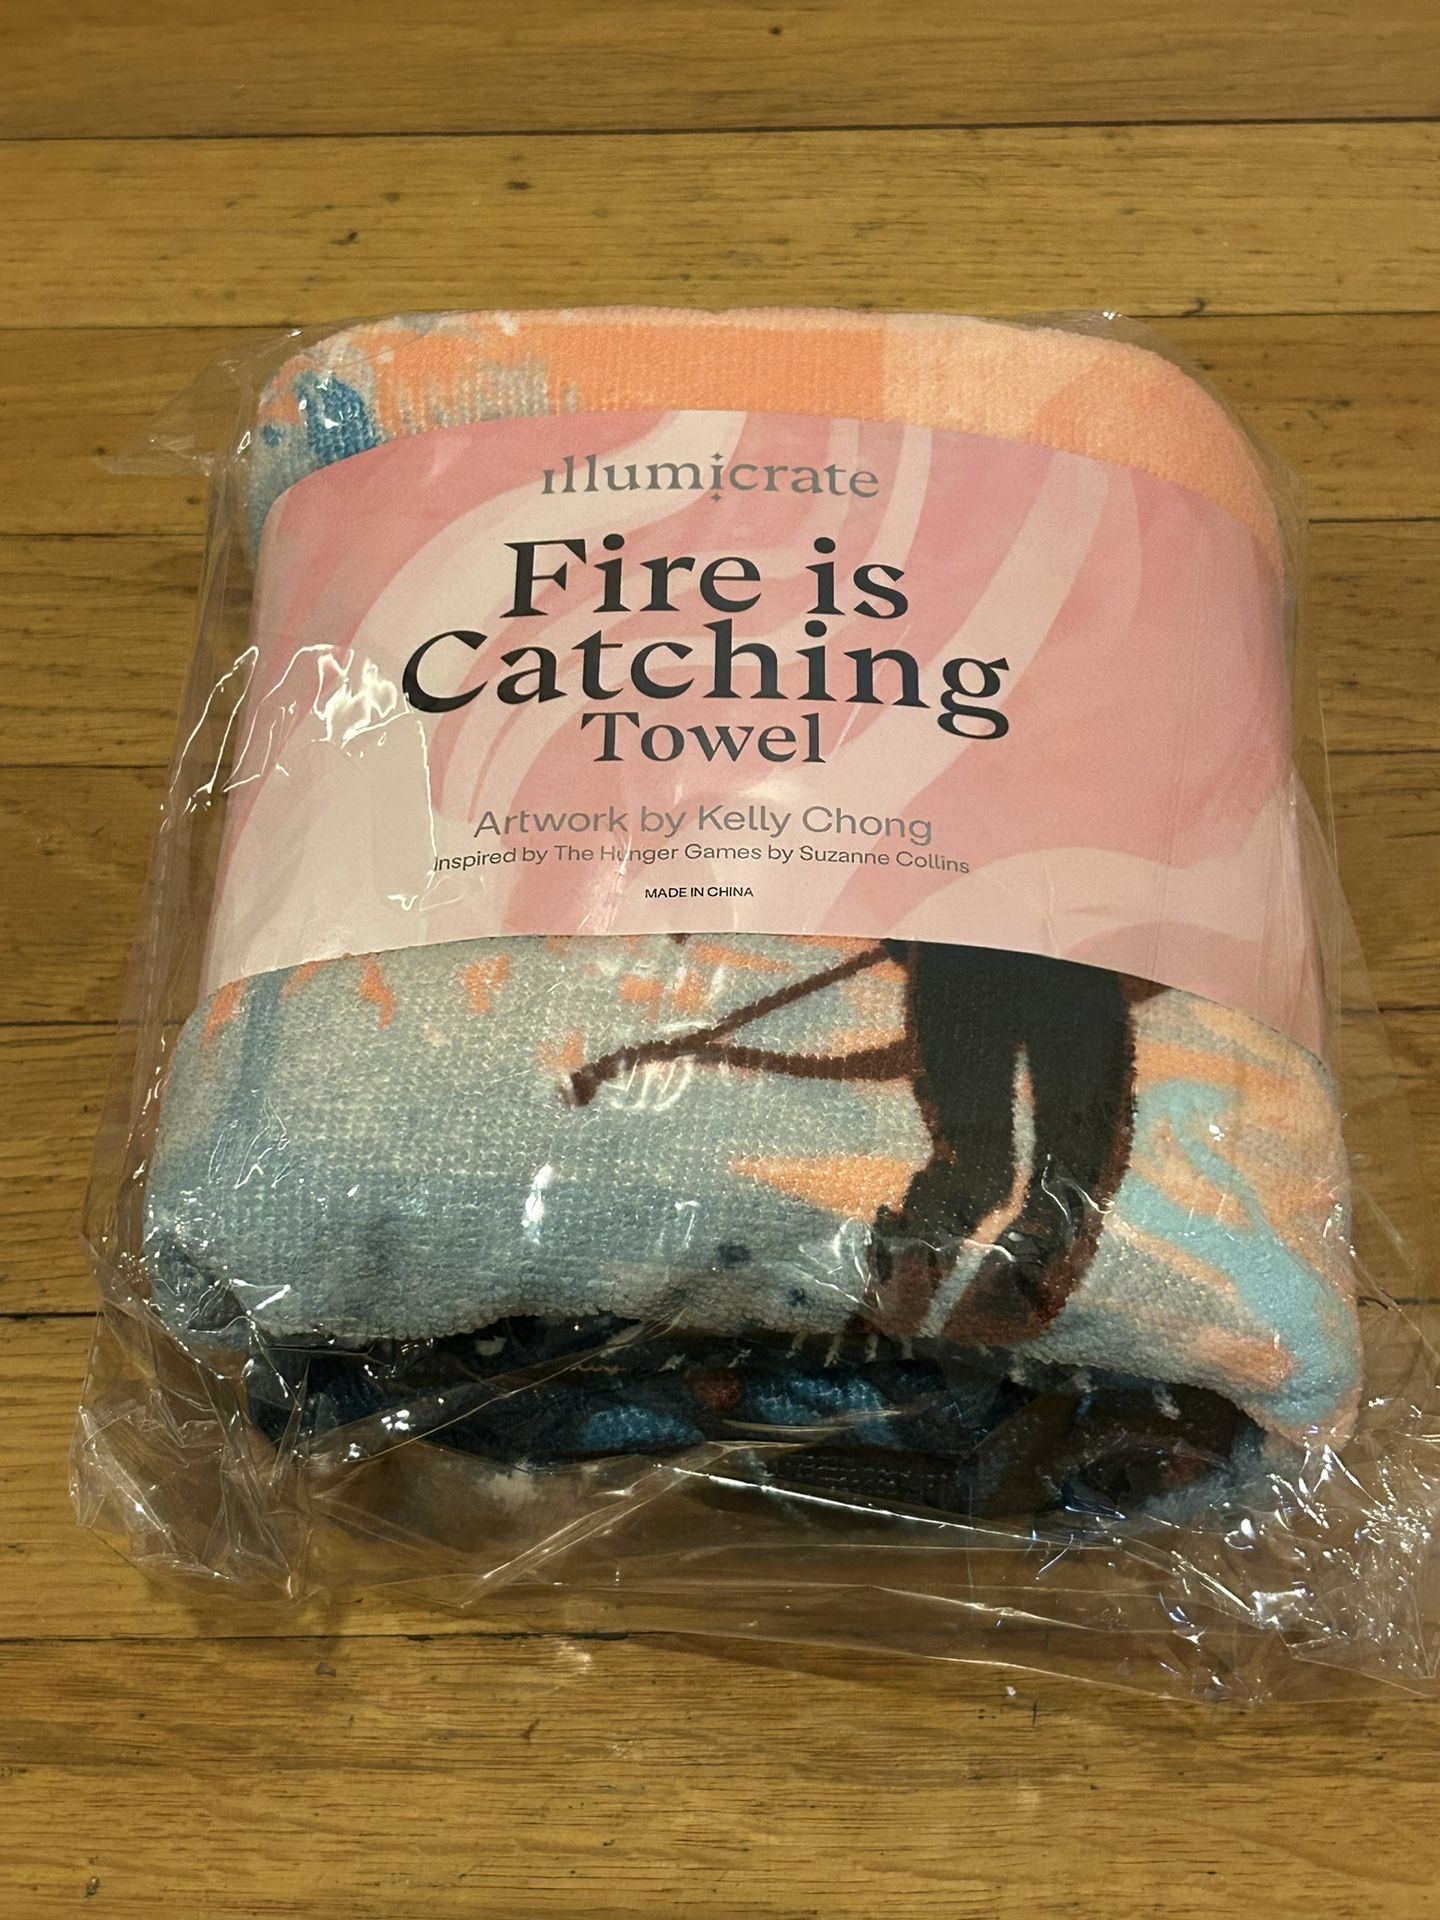 illumicrate
Fire is
Catching
Towel
Artwork by Kelly Chong
Inspired by The Hunger Games by Suzanne Collins
MADE IN CHINA